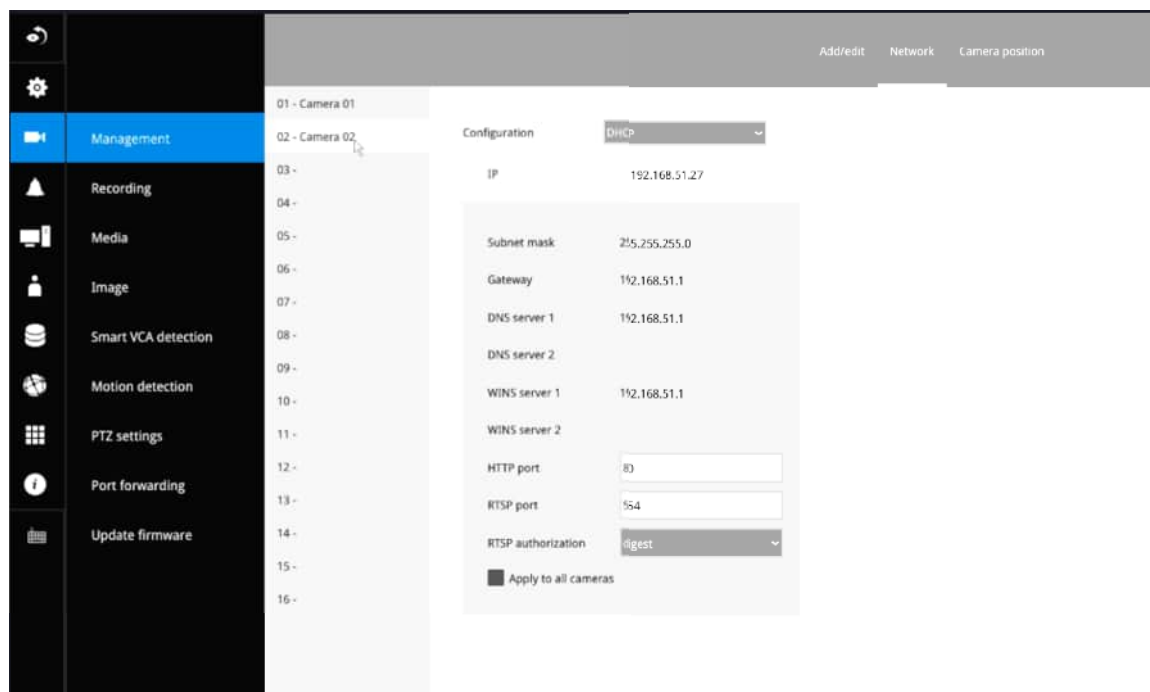 Add/edit Network Camera position
Management
Recording
Media
Image
Smart VCA detection
Motion detection
PTZ settings
Port forwarding
Update firmware
01 - Camera 01
02 - Camera 02
03 -
04 -
05 -
06 -
07 -
08 -
09 -
10 -
11 -
12 -
13 -
14 -
15 -
16 -
Configuration DHCP
IP 192.168.51.27
Subnet mask 255.255.255.0
Gateway 192.168.51.1
DNS server 1 192.168.51.1
DNS server 2
WINS server 1 192.168.51.1
WINS server 2
HTTP port 80
RTSP port 554
RTSP authorization digest
Apply to all cameras